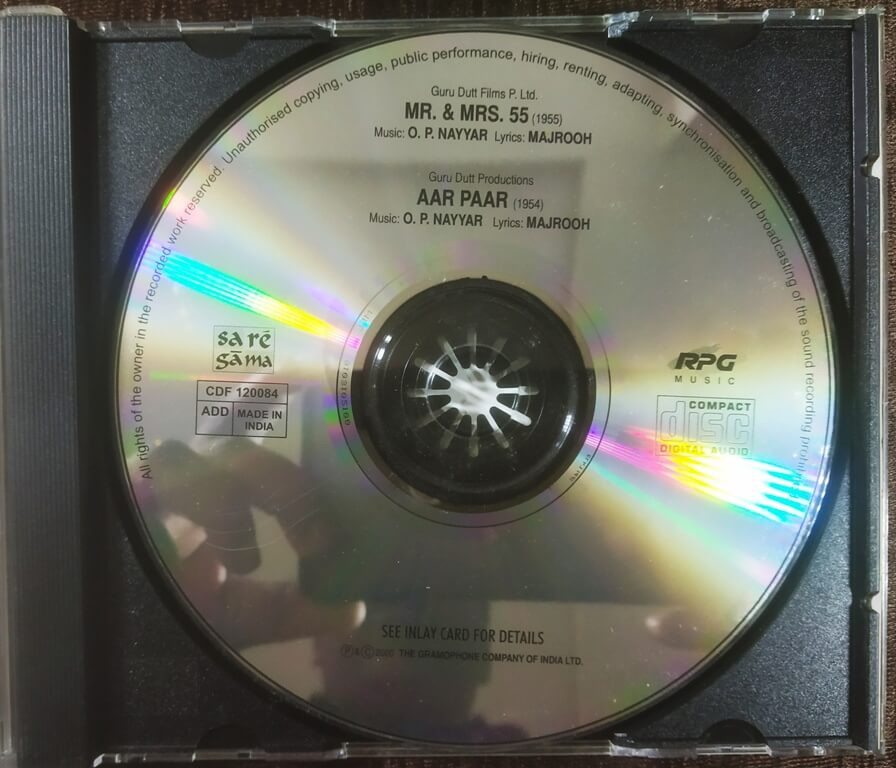 All rights of the owner in the recorded work reserved. Unauthorised copying, usage, public performance, hiring, renting, adapting, synchronisation and broadcasting of the sound recording prohibited.
Guru Dutt Films P. Ltd.
MR. & MRS. 55 (1955)
Music: O. P. NAYYAR Lyrics: MAJROOH
Guru Dutt Productions
AAR PAAR (1954)
Music: O. P. NAYYAR Lyrics: MAJROOH
sa rē
gāma
CDF 120084
ADD
MADE IN
INDIA
RPG
MUSIC
COMPACT
disc
DIGITAL AUDIO
SEE INLAY CARD FOR DETAILS
Ⓟ & Ⓒ 2000 THE GRAMOPHONE COMPANY OF INDIA LTD.